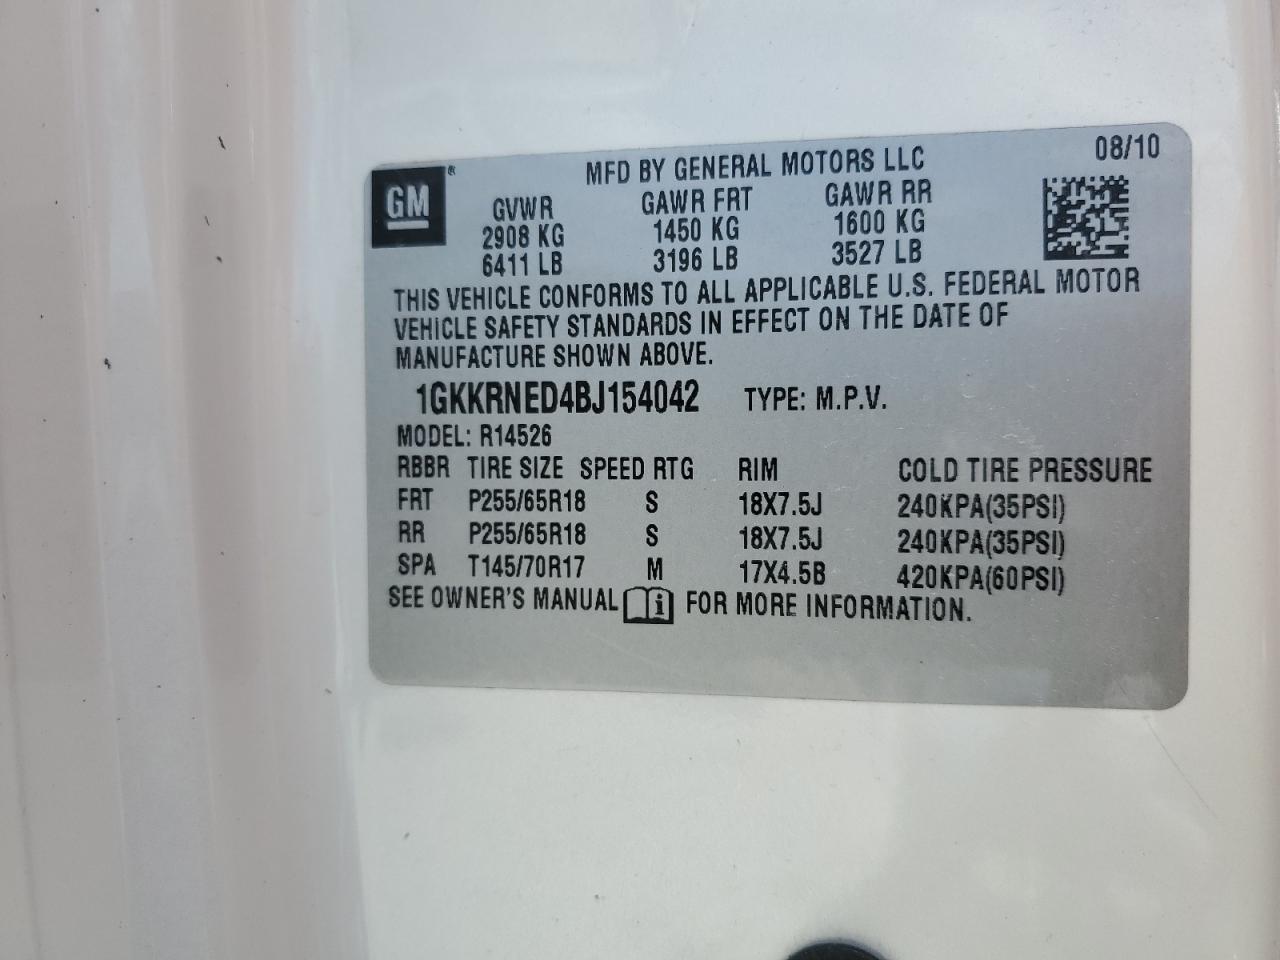 GM®
MFD BY GENERAL MOTORS LLC 08/10
GVWR GAWR FRT GAWR RR
2908 KG 1450 KG 1600 KG
6411 LB 3196 LB 3527 LB
THIS VEHICLE CONFORMS TO ALL APPLICABLE U.S. FEDERAL MOTOR
VEHICLE SAFETY STANDARDS IN EFFECT ON THE DATE OF
MANUFACTURE SHOWN ABOVE.
1GKKRNED4BJ154042 TYPE: M.P.V.
MODEL: R14526
RBBR TIRE SIZE SPEED RTG RIM COLD TIRE PRESSURE
FRT P255/65R18 S 18X7.5J 240KPA(35PSI)
RR P255/65R18 S 18X7.5J 240KPA(35PSI)
SPA T145/70R17 M 17X4.5B 420KPA(60PSI)
SEE OWNER'S MANUAL i FOR MORE INFORMATION.